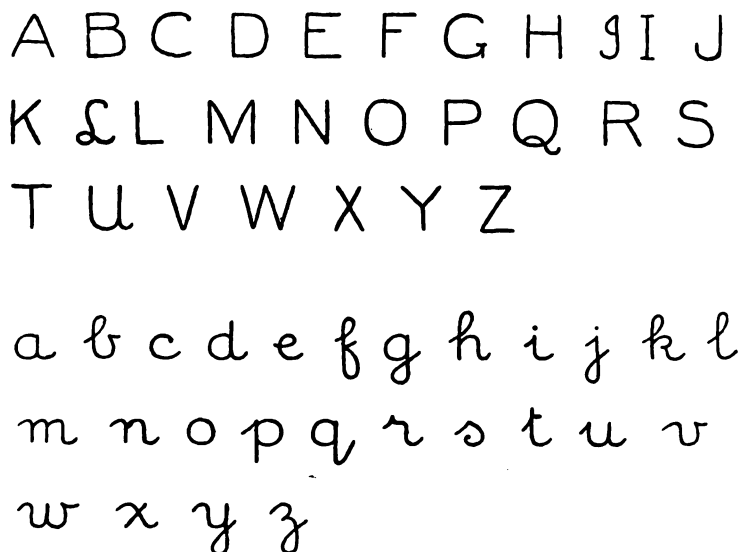 A B C D E F G H I I J
K L L M N O P Q R S
T U V W X Y Z
a b c d e f g h i j k l
m n o p q r s t u v
w x y z